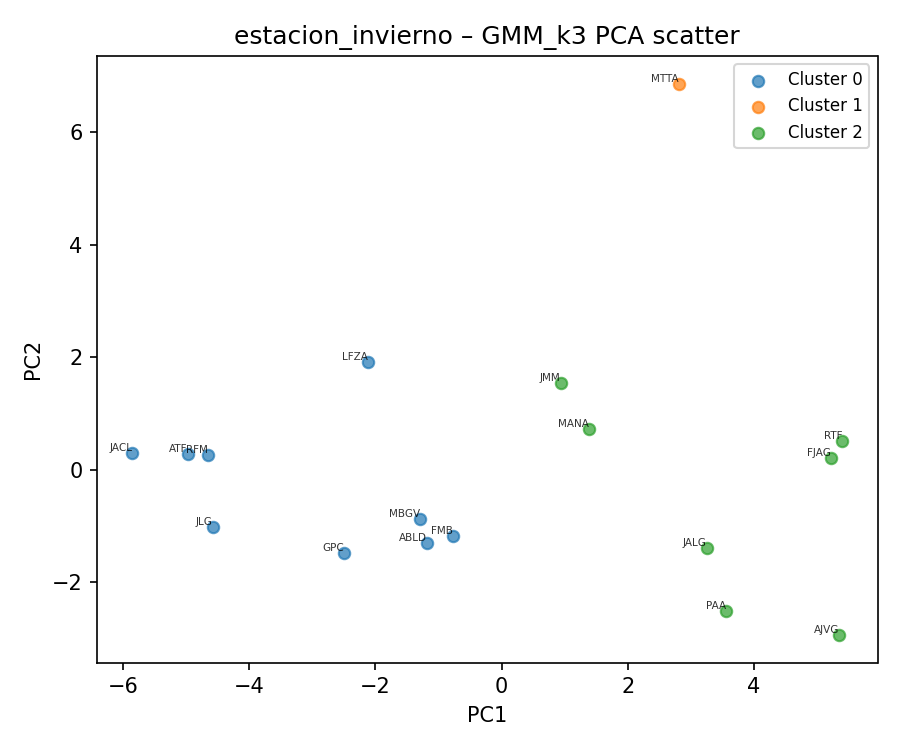 estacion_invierno – GMM_k3 PCA scatter
Cluster 0
Cluster 1
Cluster 2
MTTA
LFZA
JMM
MANA
RTF
FJAG
JACL
RFM
JLG
MBGV
FMB
ABLD
GPC
JALG
PAA
AJVG
PC2
6
4
2
0
−2
−6
−4
−2
0
2
4
PC1